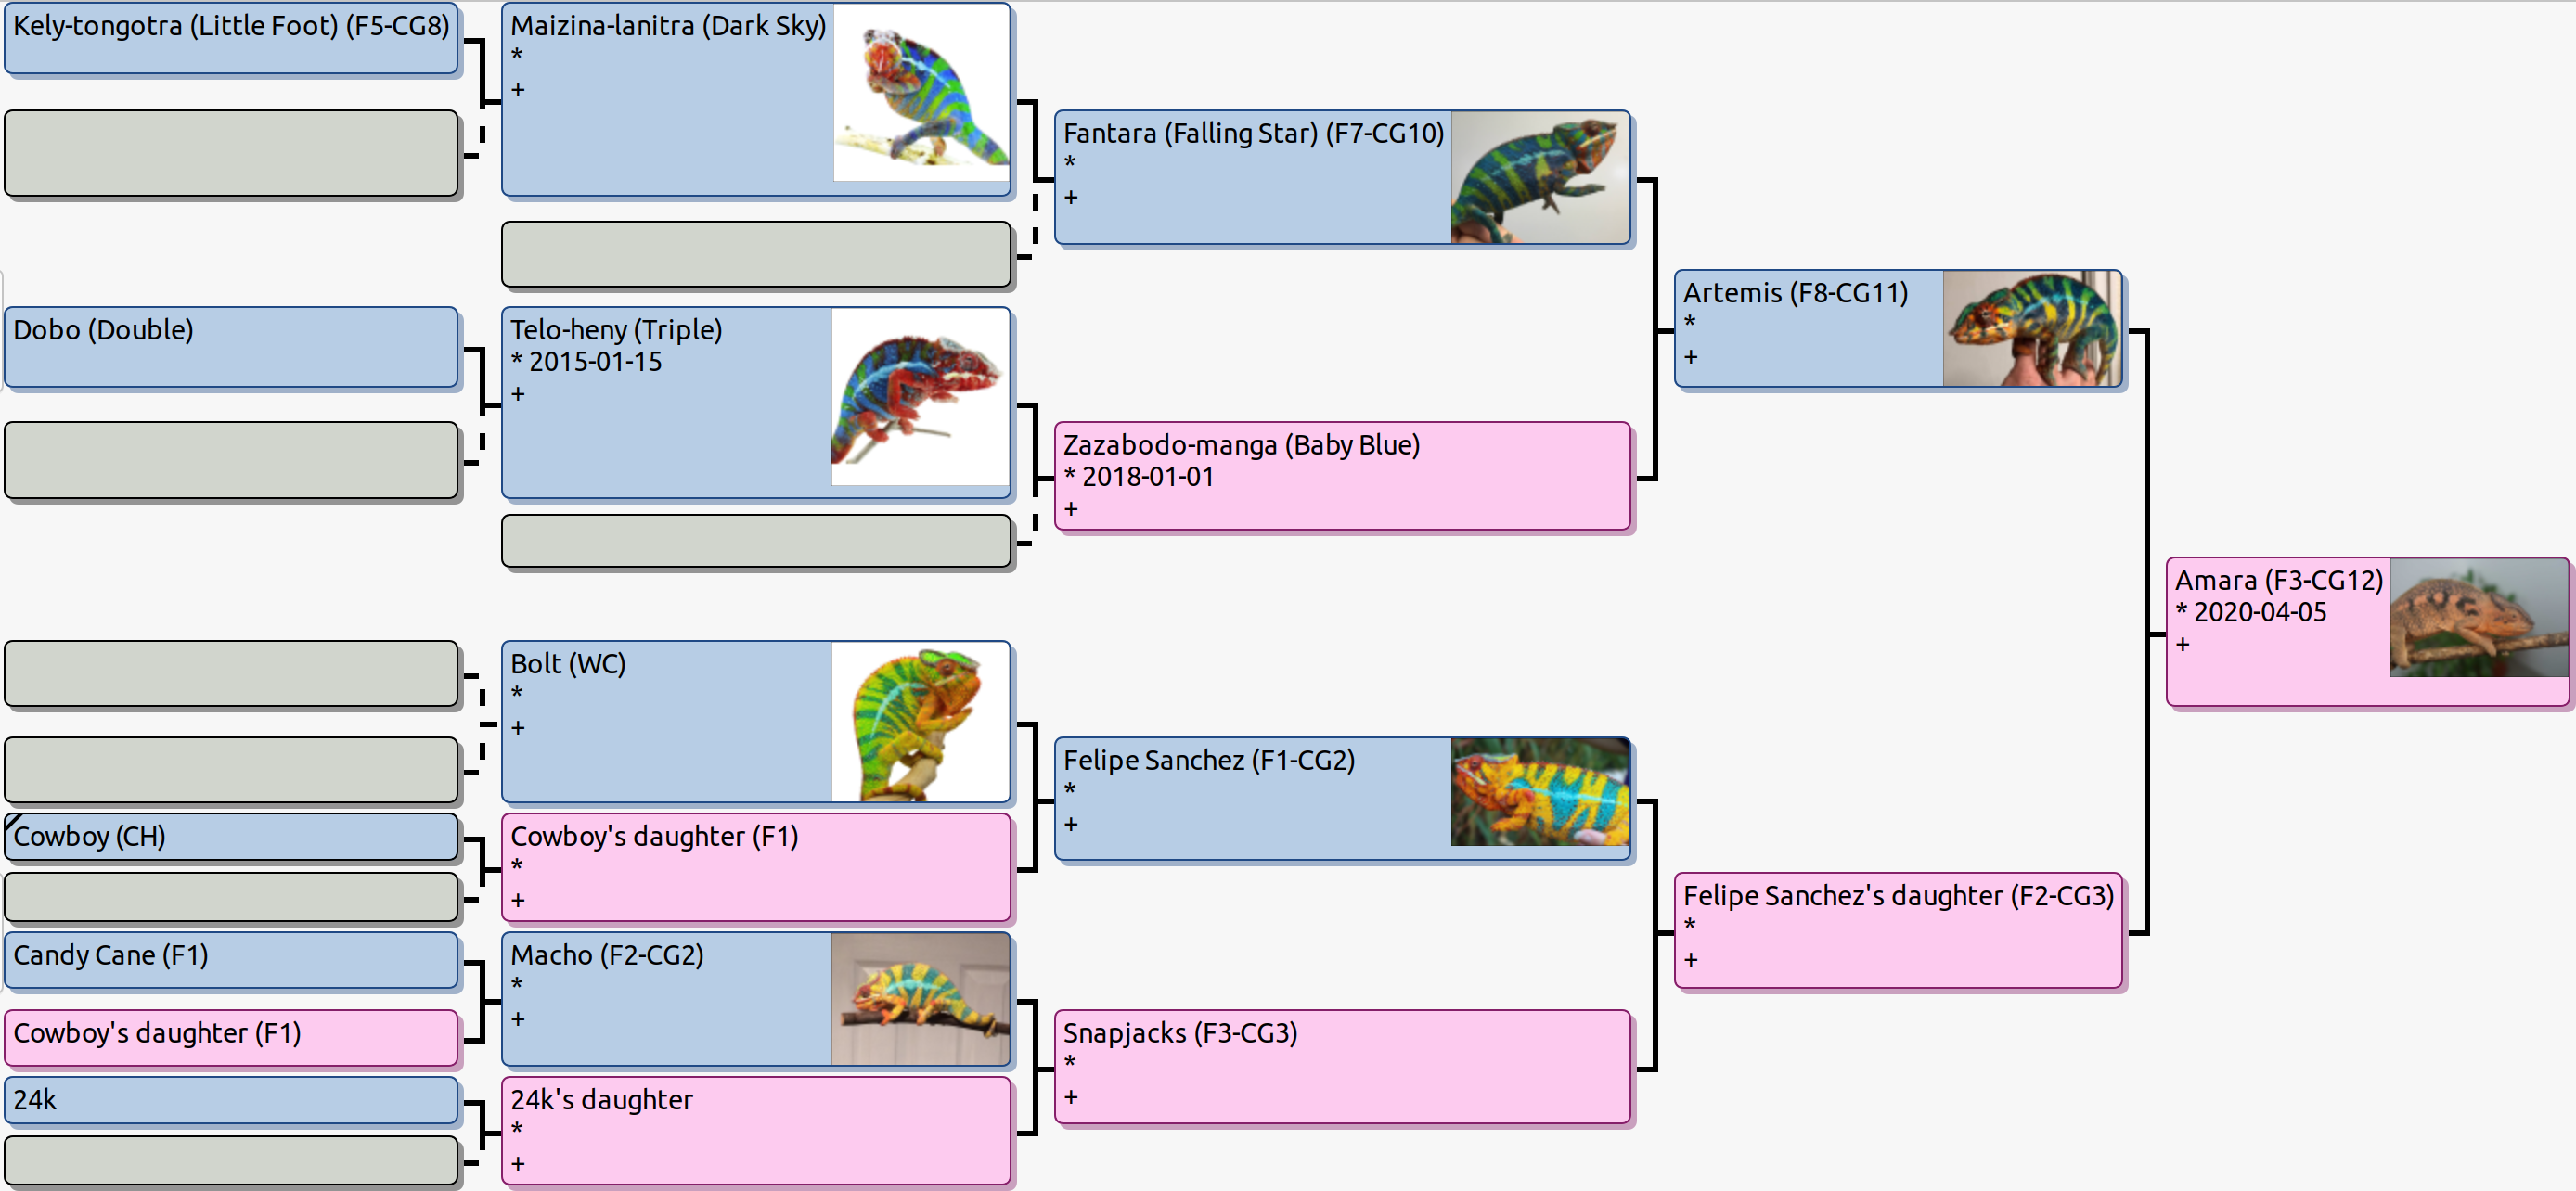 Kely-tongotra (Little Foot) (F5-CG8)
Dobo (Double)
Cowboy (CH)
Candy Cane (F1)
Cowboy's daughter (F1)
24k
Maizina-lanitra (Dark Sky)
*
+
Telo-heny (Triple)
* 2015-01-15
+
Bolt (WC)
*
+
Cowboy's daughter (F1)
*
+
Macho (F2-CG2)
*
+
24k's daughter
*
+
Fantara (Falling Star) (F7-CG10)
*
+
Zazabodo-manga (Baby Blue)
* 2018-01-01
+
Felipe Sanchez (F1-CG2)
*
+
Snapjacks (F3-CG3)
*
+
Artemis (F8-CG11)
*
+
Felipe Sanchez's daughter (F2-CG3)
*
+
Amara (F3-CG12)
* 2020-04-05
+